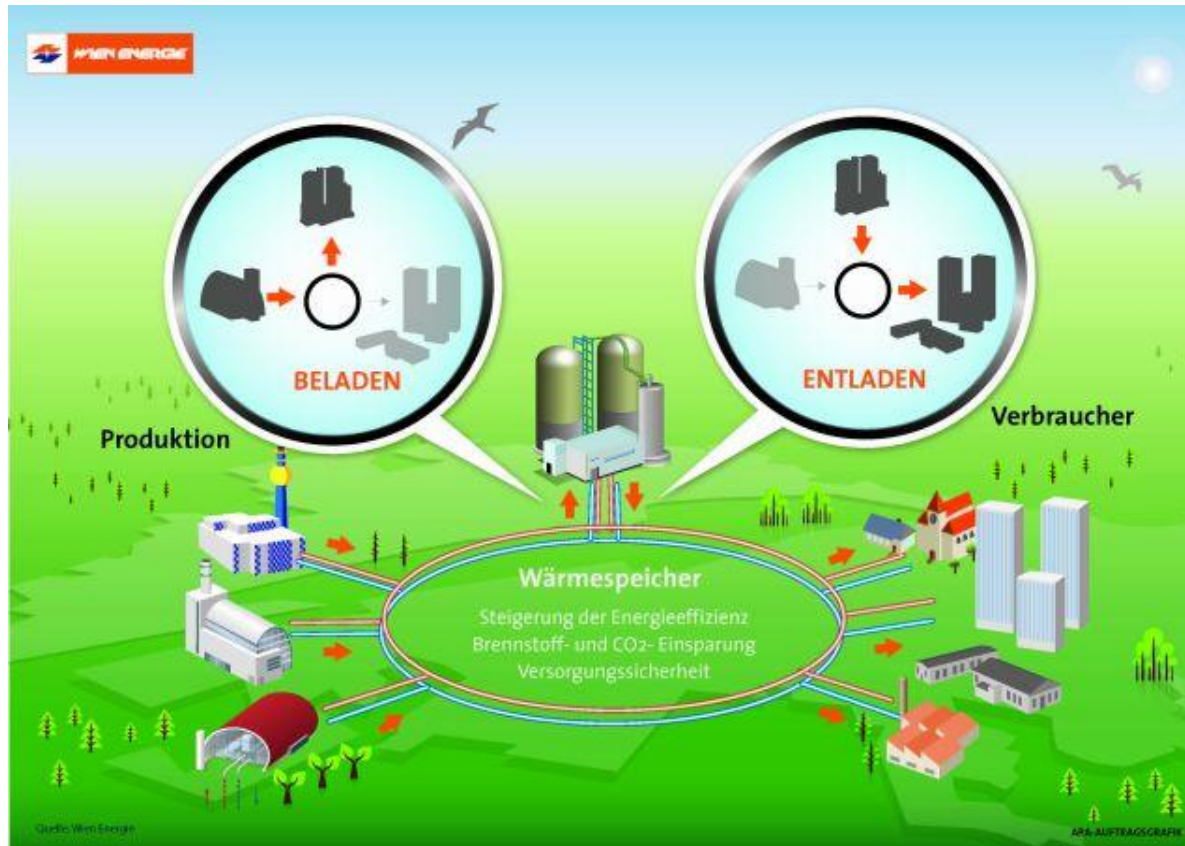 WIEN ENERGIE
BELADEN
ENTLADEN
Produktion
Verbraucher
Wärmespeicher
Steigerung der Energieeffizienz
Brennstoff- und CO2- Einsparung
Versorgungssicherheit
Quelle: Wien Energie
APA-AUFTRAGSGRAFIK